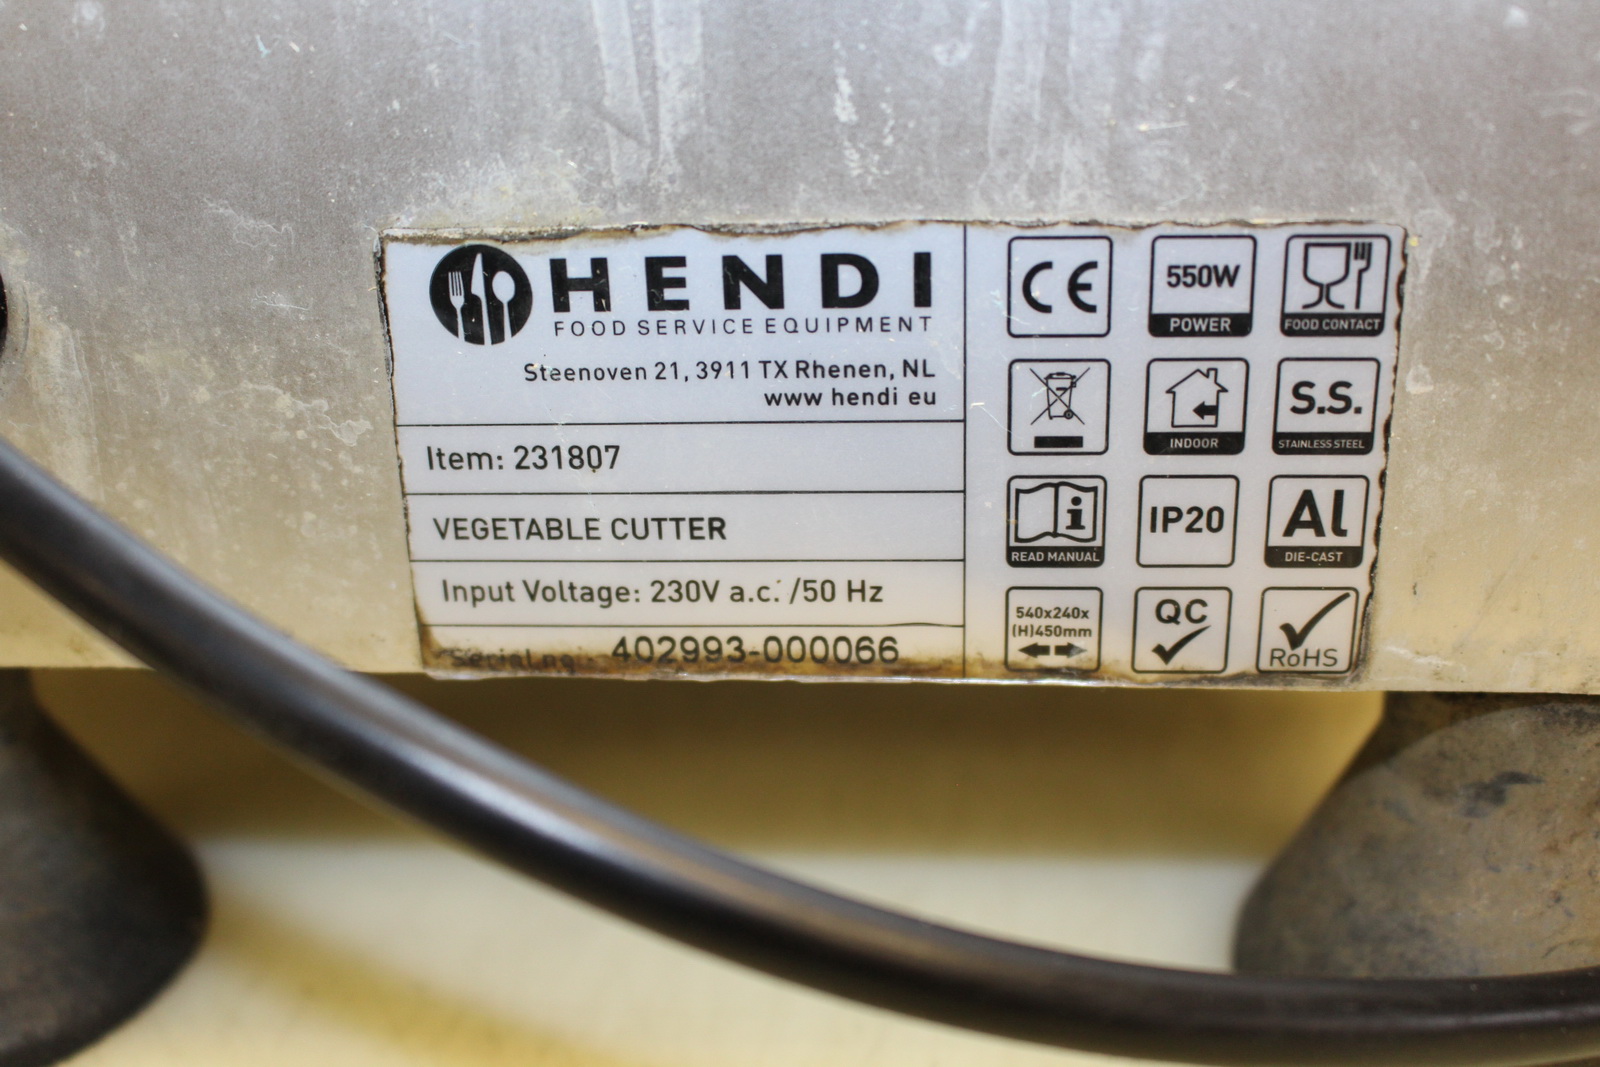 HENDI
FOOD SERVICE EQUIPMENT
Steenoven 21, 3911 TX Rhenen, NL
www hendi eu
Item: 231807
VEGETABLE CUTTER
Input Voltage: 230V a.c. /50 Hz
Serial no. 402993-000066
CE
550W
POWER
FOOD CONTACT
INDOOR
S.S.
STAINLESS STEEL
i
READ MANUAL
IP20
Al
DIE-CAST
540x240x
(H)450mm
QC
RoHS